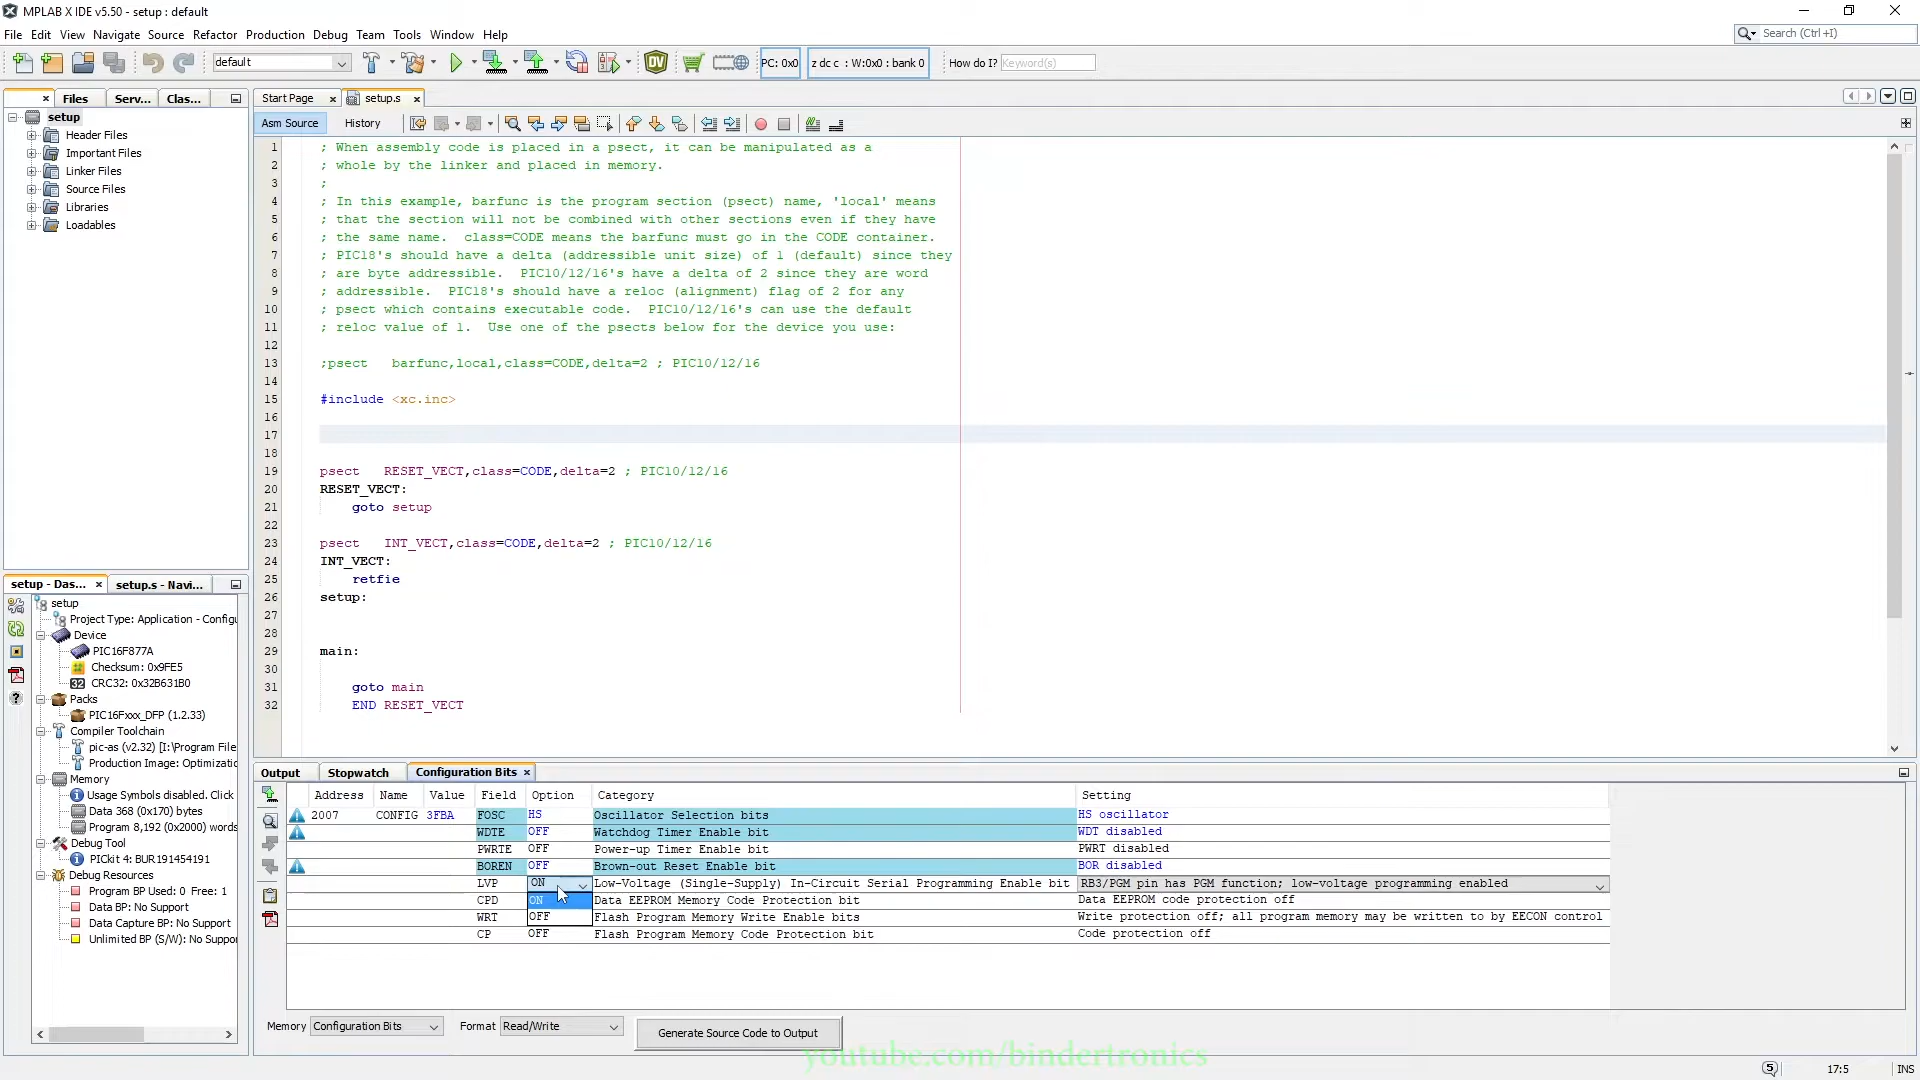 MPLAB X IDE v5.50 - setup : default
File Edit View Navigate Source Refactor Production Debug Team Tools Window Help
Search (Ctrl+I)
default
PC: 0x0
z dc c : W:0x0 : bank 0
How do I?
Keyword(s)
Files
Serv...
Clas...
Start Page
setup.s
setup
Header Files
Important Files
Linker Files
Source Files
Libraries
Loadables
Asm Source
History
1 ; When assembly code is placed in a psect, it can be manipulated as a
2 ; whole by the linker and placed in memory.
3 ;
4 ; In this example, barfunc is the program section (psect) name, 'local' means
5 ; that the section will not be combined with other sections even if they have
6 ; the same name.  class=CODE means the barfunc must go in the CODE container.
7 ; PIC18's should have a delta (addressible unit size) of 1 (default) since they
8 ; are byte addressible.  PIC10/12/16's have a delta of 2 since they are word
9 ; addressible.  PIC18's should have a reloc (alignment) flag of 2 for any
10 ; psect which contains executable code.  PIC10/12/16's can use the default
11 ; reloc value of 1.  Use one of the psects below for the device you use:
12
13 ;psect   barfunc,local,class=CODE,delta=2 ; PIC10/12/16
14
15 #include <xc.inc>
16
17
18
19 psect   RESET_VECT,class=CODE,delta=2 ; PIC10/12/16
20 RESET_VECT:
21 goto setup
22
23 psect   INT_VECT,class=CODE,delta=2 ; PIC10/12/16
24 INT_VECT:
25 retfie
26 setup:
27
28
29 main:
30
31 goto main
32 END RESET_VECT
setup - Das...
setup.s - Navi...
setup
Project Type: Application - Configu
Device
PIC16F877A
Checksum: 0x9FE5
32 CRC32: 0x32B631B0
Packs
PIC16Fxxx_DFP (1.2.33)
Compiler Toolchain
pic-as (v2.32) [I:\Program File
Production Image: Optimizatio
Memory
Usage Symbols disabled. Click
Data 368 (0x170) bytes
Program 8,192 (0x2000) words
Debug Tool
PICkit 4: BUR191454191
Debug Resources
Program BP Used: 0 Free: 1
Data BP: No Support
Data Capture BP: No Support
Unlimited BP (S/W): No Suppor
Output
Stopwatch
Configuration Bits
Address Name Value Field Option Category Setting
2007 CONFIG 3FBA FOSC HS Oscillator Selection bits HS oscillator
WDTE OFF Watchdog Timer Enable bit WDT disabled
PWRTE OFF Power-up Timer Enable bit PWRT disabled
BOREN OFF Brown-out Reset Enable bit BOR disabled
LVP ON Low-Voltage (Single-Supply) In-Circuit Serial Programming Enable bit RB3/PGM pin has PGM function; low-voltage programming enabled
CPD ON Data EEPROM Memory Code Protection bit Data EEPROM code protection off
WRT OFF Flash Program Memory Write Enable bits Write protection off; all program memory may be written to by EECON control
CP OFF Flash Program Memory Code Protection bit Code protection off
Memory Configuration Bits Format Read/Write Generate Source Code to Output
youtube.com/bindertronics
5 17:5 INS